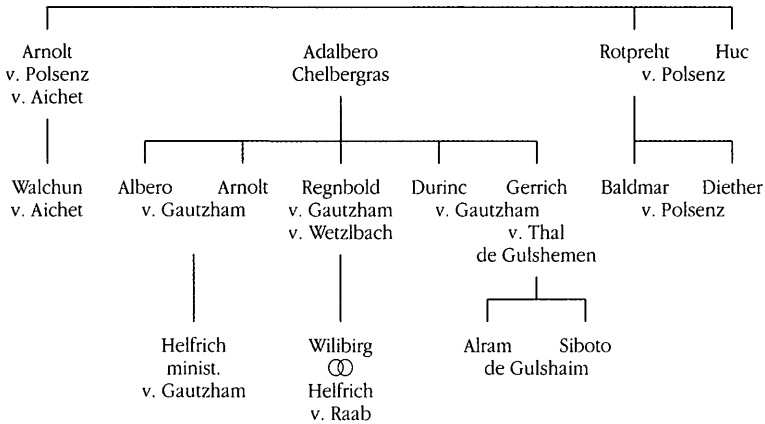 Arnolt Adalbero Rotpreht Huc
v. Polsenz Chelbergras v. Polsenz
v. Aichet
Walchun Albero Arnolt Regnbold Durinc Gerrich Baldmar Diether
v. Aichet v. Gautzham v. Gautzham v. Gautzham v. Polsenz
v. Wetzlbach v. Thal
de Gulshemen
Helfrich Wilibirg Alram Siboto
minist. de Gulshaim
v. Gautzham Helfrich
v. Raab